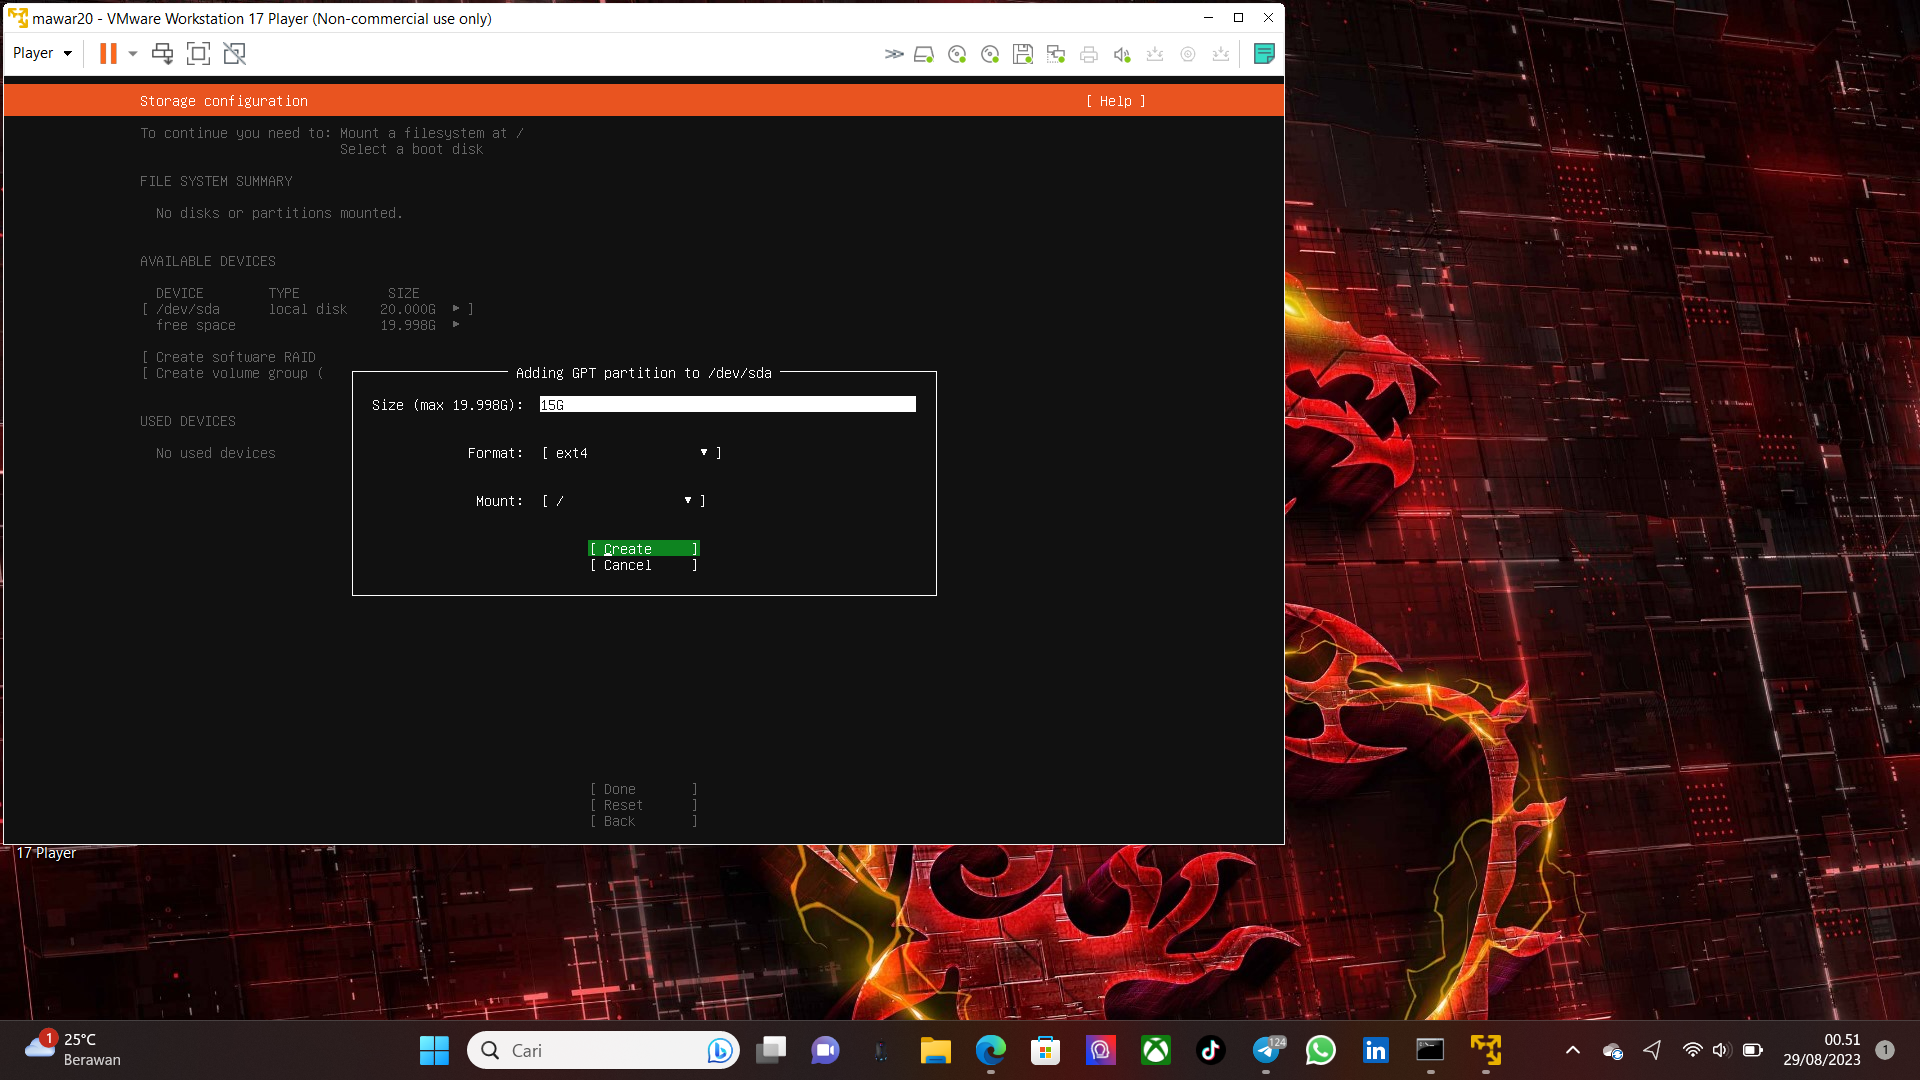 mawar20 - VMware Workstation 17 Player (Non-commercial use only)
Player
Storage configuration [ Help ]
To continue you need to: Mount a filesystem at /
Select a boot disk
FILE SYSTEM SUMMARY
No disks or partitions mounted.
AVAILABLE DEVICES
DEVICE TYPE SIZE
[ /dev/sda local disk 20.000G ▸ ]
free space 19.998G ▸
[ Create software RAID
[ Create volume group (
Adding GPT partition to /dev/sda
Size (max 19.998G): 15G
Format: [ ext4 ▾ ]
Mount: [ / ▾ ]
[ Create ]
[ Cancel ]
USED DEVICES
No used devices
[ Done ]
[ Reset ]
[ Back ]
17 Player
1
25°C
Berawan
Cari
124
00.51
29/08/2023
1